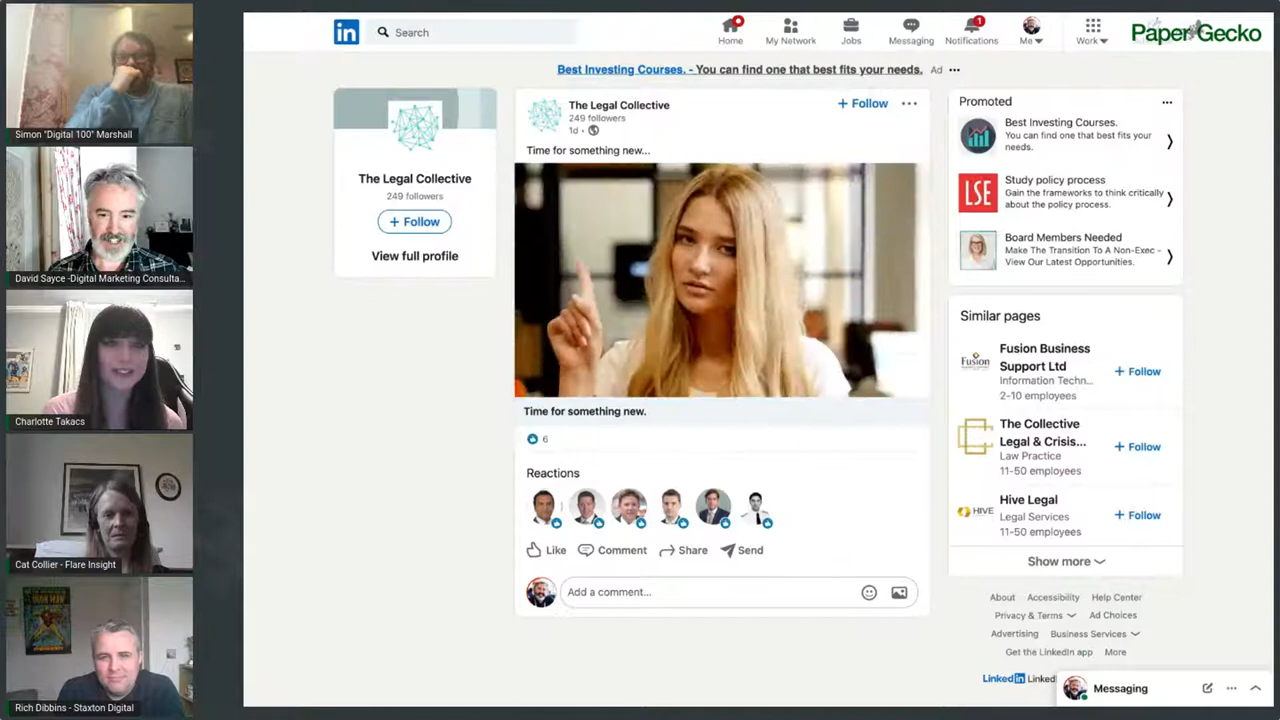 Simon "Digital 100" Marshall
David Sayce -Digital Marketing Consulta...
Charlotte Takacs
Cat Collier - Flare Insight
Rich Dibbins - Staxton Digital
in
Search
Home
My Network
Jobs
Messaging
1
Notifications
Me
Work
Paper Gecko
Best Investing Courses. - You can find one that best fits your needs. Ad ...
The Legal Collective
249 followers
+ Follow
View full profile
The Legal Collective
249 followers
1d •
+ Follow
Time for something new...
Time for something new.
6
Reactions
Like
Comment
Share
Send
Add a comment...
Promoted
Best Investing Courses.
You can find one that best fits your
needs.
LSE
Study policy process
Gain the frameworks to think critically
about the policy process.
Board Members Needed
Make The Transition To A Non-Exec -
View Our Latest Opportunities.
Similar pages
Fusion
Fusion Business
Support Ltd
Information Techn...
2-10 employees
+ Follow
The Collective
Legal & Crisis...
Law Practice
11-50 employees
+ Follow
HIVE
Hive Legal
Legal Services
11-50 employees
+ Follow
Show more
About Accessibility Help Center
Privacy & Terms Ad Choices
Advertising Business Services
Get the LinkedIn app More
LinkedIn LinkedI
Messaging